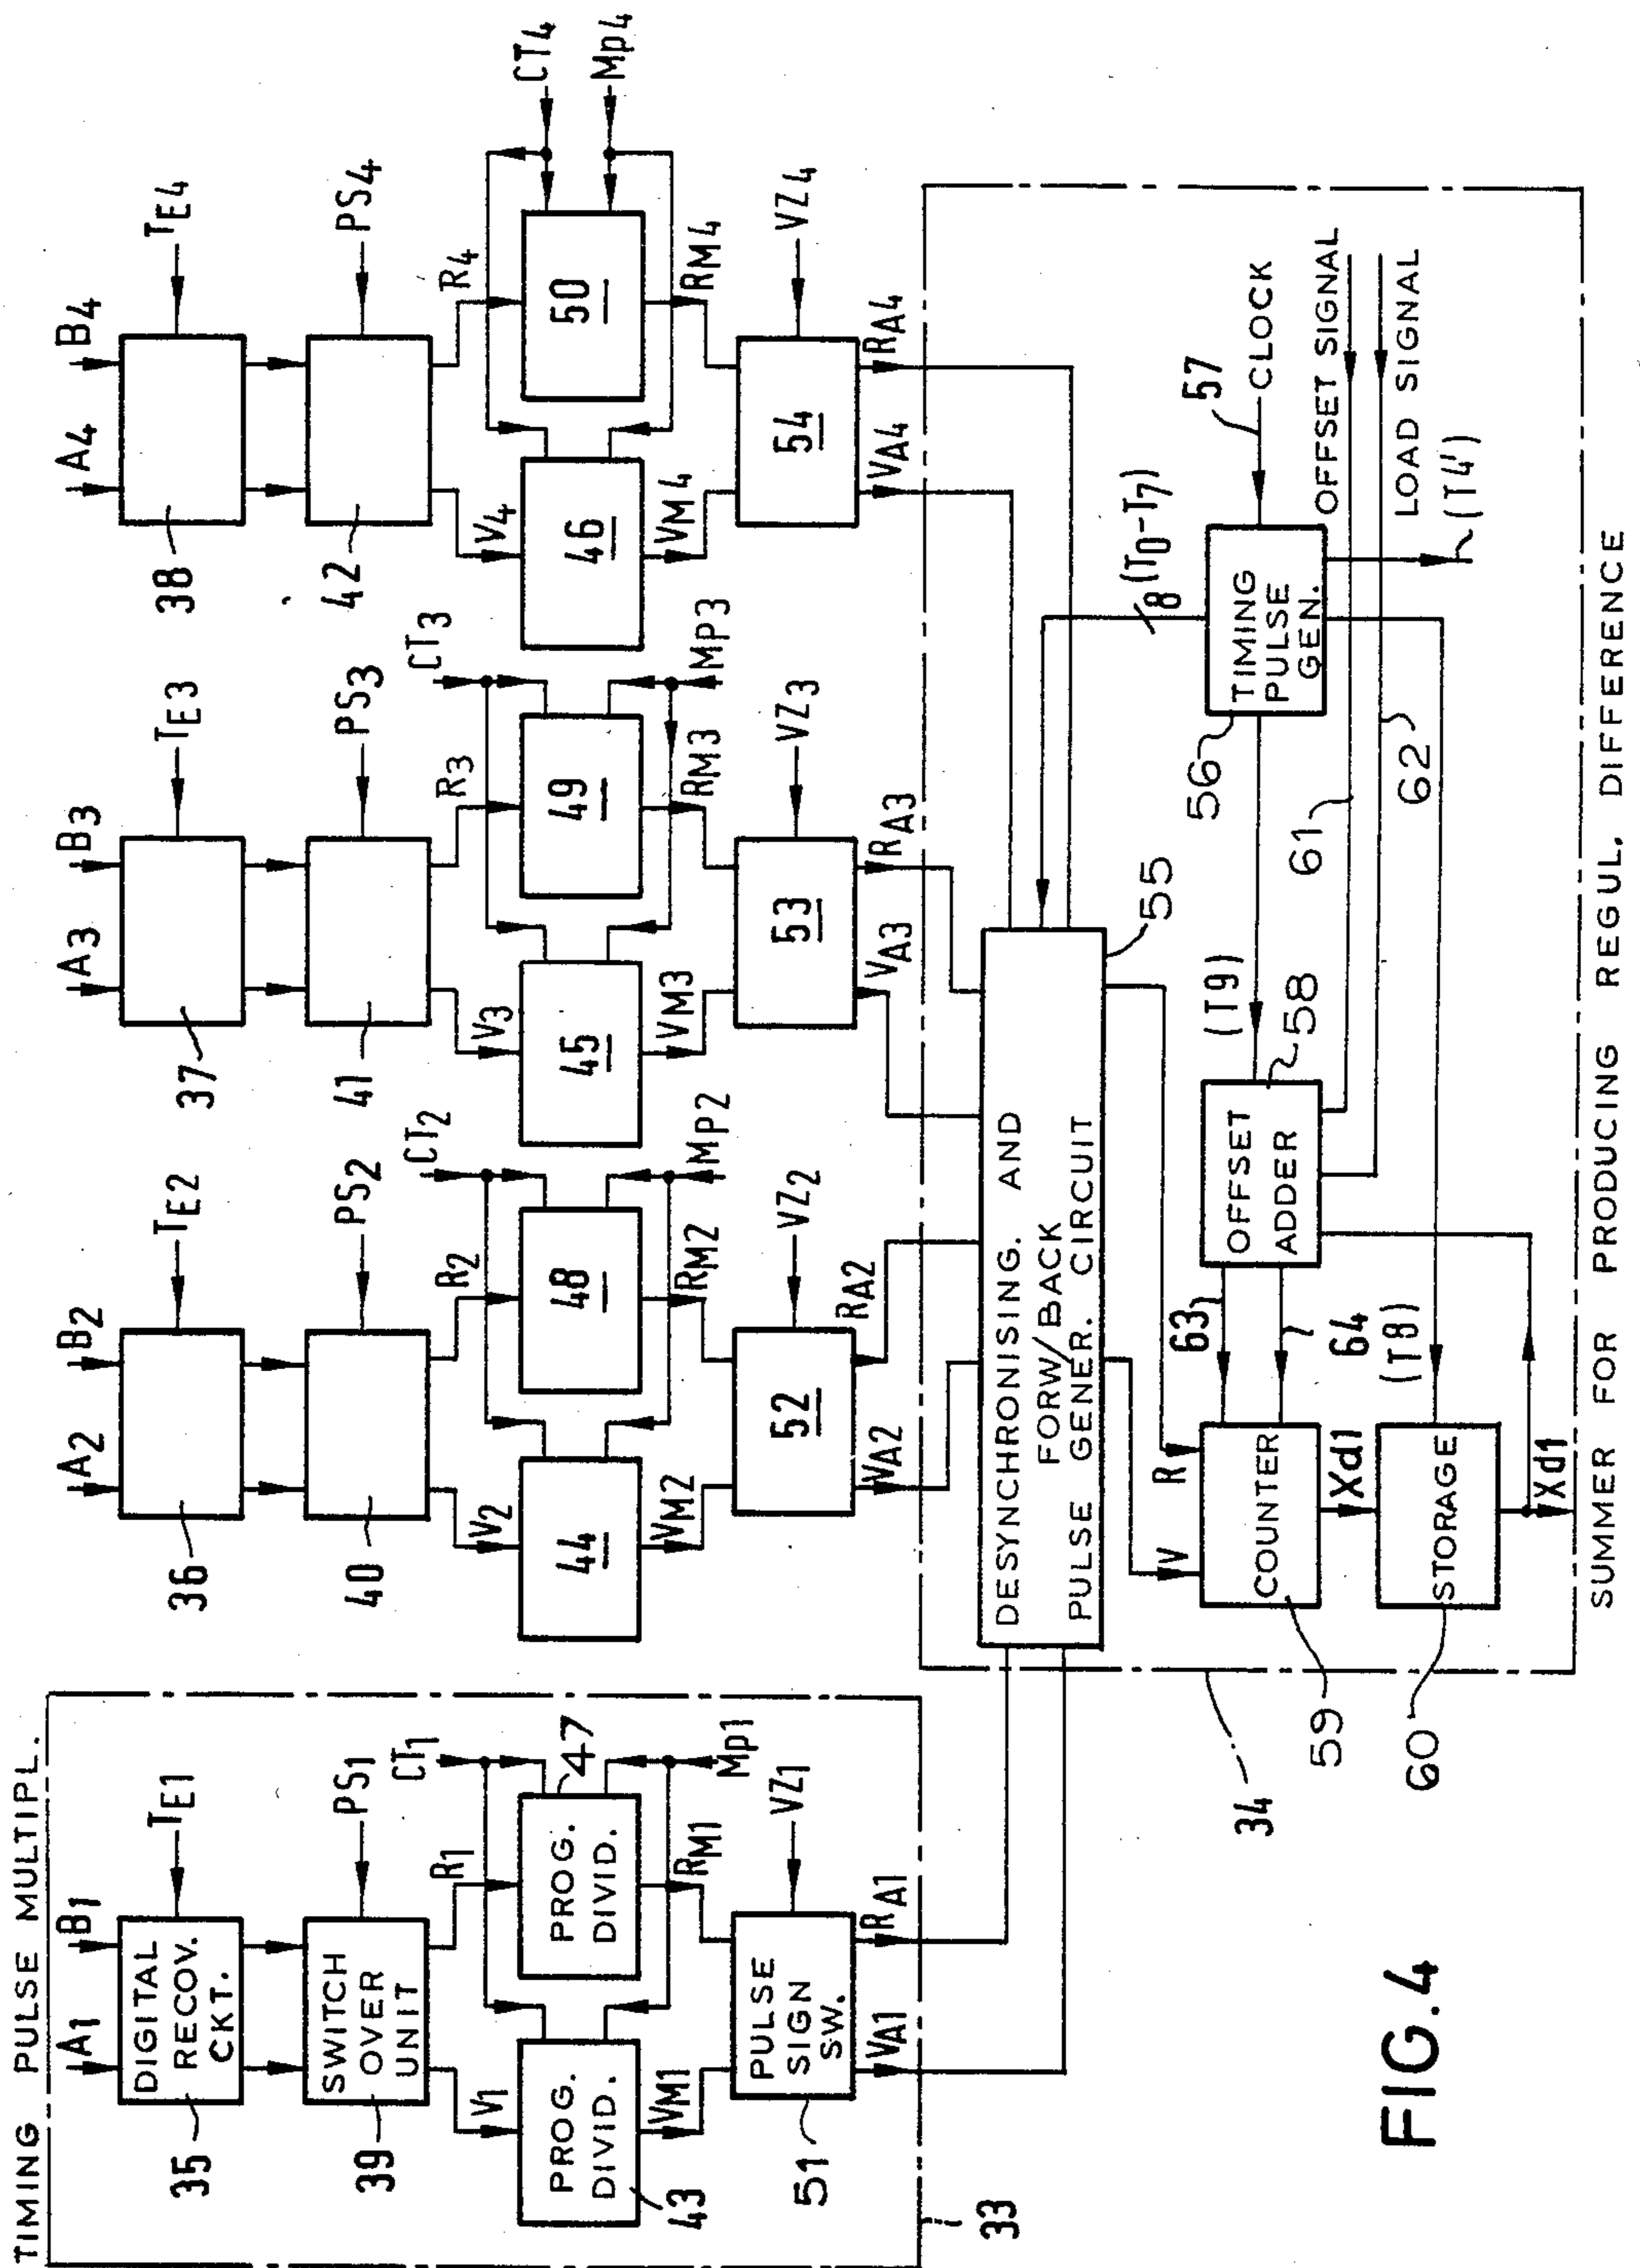 TIMING PULSE MULTIPL.
A1
B1
A2
B2
A3
B3
A4
B4
DIGITAL
RECOV.
CKT.
TE1
TE2
TE3
TE4
35
36
37
38
SWITCH
OVER
UNIT
PS1
PS2
PS3
PS4
39
40
41
42
V1
R1
CT1
V2
R2
CT2
V3
R3
CT3
V4
R4
CT4
PROG.
DIVID.
PROG.
DIVID.
43
47
44
48
45
49
46
50
VM1
RM1
Mp1
VM2
RM2
Mp2
VM3
RM3
Mp3
VM4
RM4
Mp4
PULSE
SIGN
SW.
51
52
53
54
VZ1
VZ2
VZ3
VZ4
VA1
RA1
VA2
RA2
VA3
RA3
VA4
RA4
33
DESYNCHRONISING. AND
FORW/BACK
PULSE GENER. CIRCUIT
55
8 (T0-T7)
57
CLOCK
TIMING
PULSE
GEN.
56
(T9)
OFFSET
ADDER
58
OFFSET SIGNAL
61
LOAD SIGNAL
62
(T4')
V
R
63
64
COUNTER
59
Xd1
(T8)
STORAGE
60
Xd1
34
SUMMER FOR PRODUCING REGUL. DIFFERENCE
FIG.4